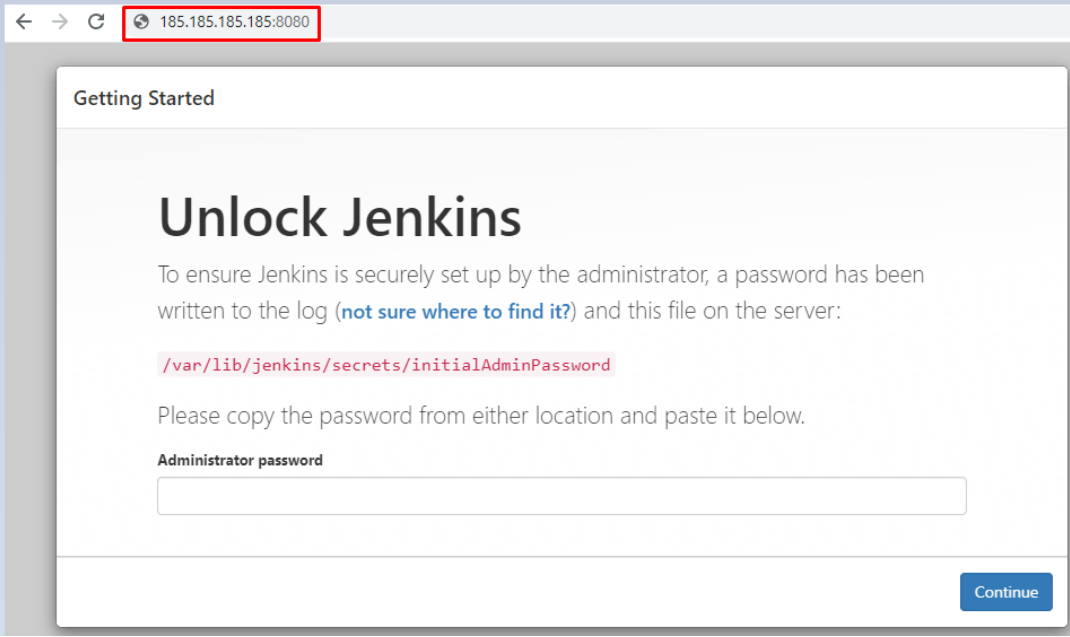 185.185.185.185:8080
Getting Started
Unlock Jenkins
To ensure Jenkins is securely set up by the administrator, a password has been
written to the log (not sure where to find it?) and this file on the server:
/var/lib/jenkins/secrets/initialAdminPassword
Please copy the password from either location and paste it below.
Administrator password
Continue